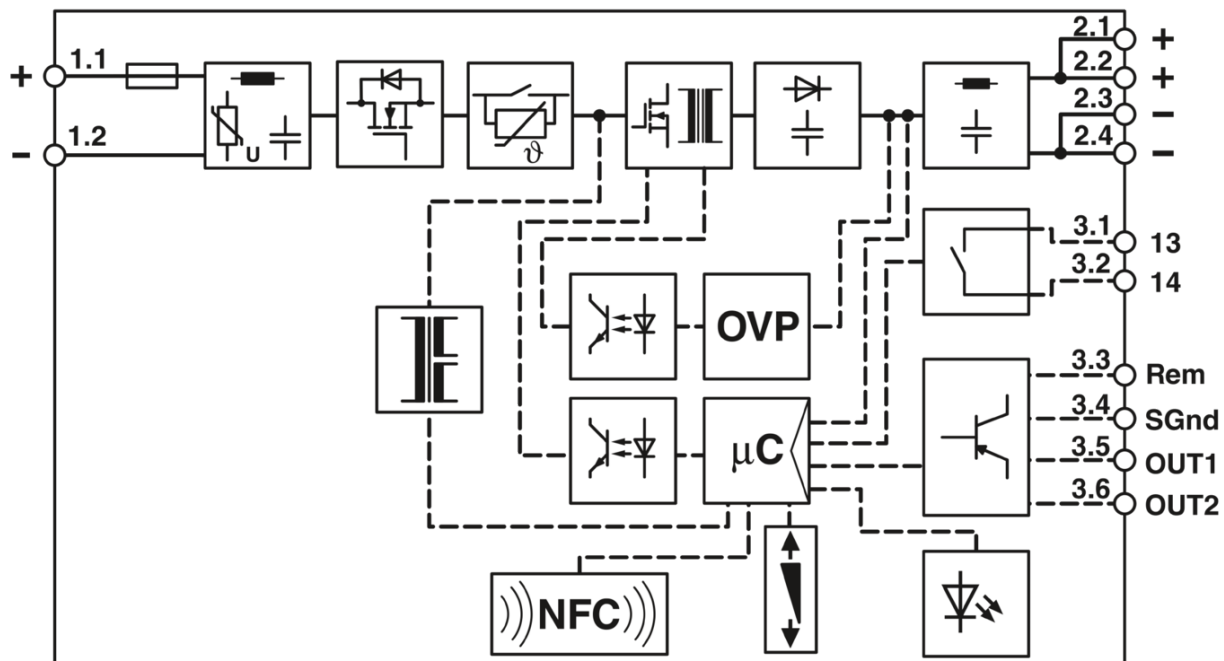 2.1 +
+ 1.1
2.2 +
2.3 −
− 1.2
2.4 −
U
ϑ
3.1 13
3.2 14
OVP
3.3 Rem
3.4 SGnd
µC
3.5 OUT1
3.6 OUT2
NFC